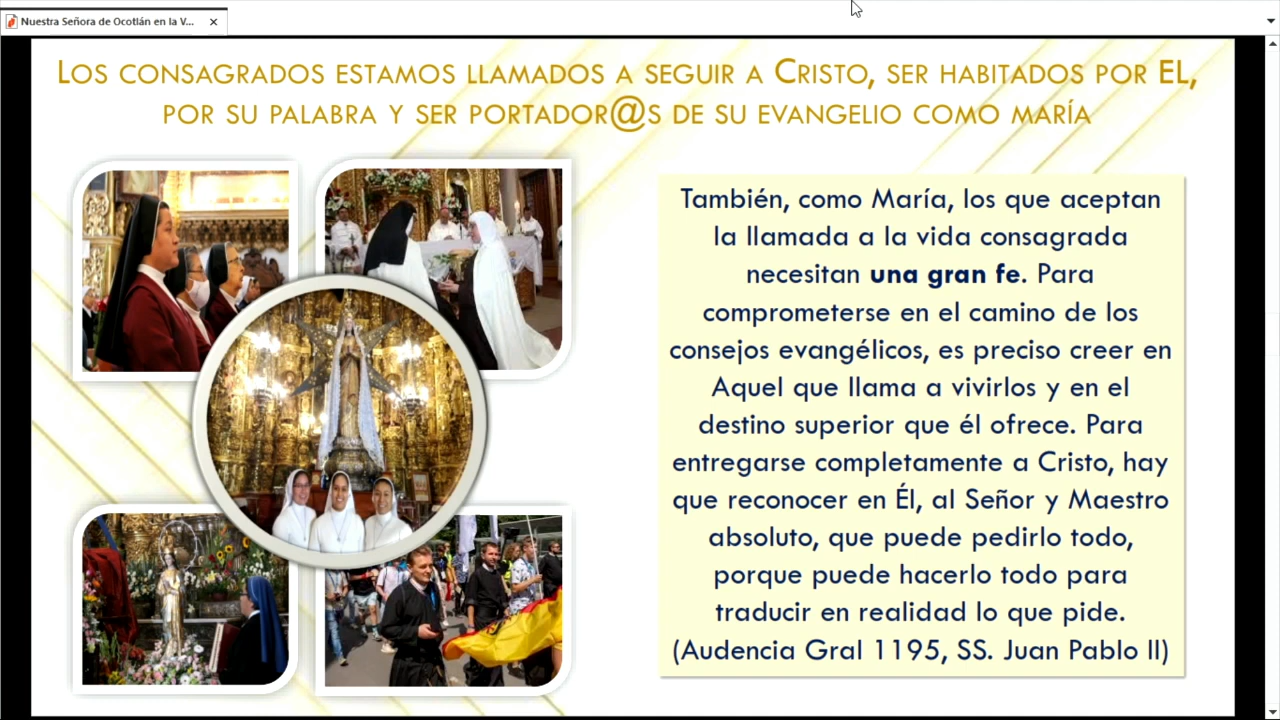 Nuestra Señora de Ocotlán en la V...
Los consagrados estamos llamados a seguir a Cristo, ser habitados por EL,
por su palabra y ser portador@s de su evangelio como maría
También, como María, los que aceptan
la llamada a la vida consagrada
necesitan una gran fe. Para
comprometerse en el camino de los
consejos evangélicos, es preciso creer en
Aquel que llama a vivirlos y en el
destino superior que él ofrece. Para
entregarse completamente a Cristo, hay
que reconocer en Él, al Señor y Maestro
absoluto, que puede pedirlo todo,
porque puede hacerlo todo para
traducir en realidad lo que pide.
(Audencia Gral 1195, SS. Juan Pablo II)